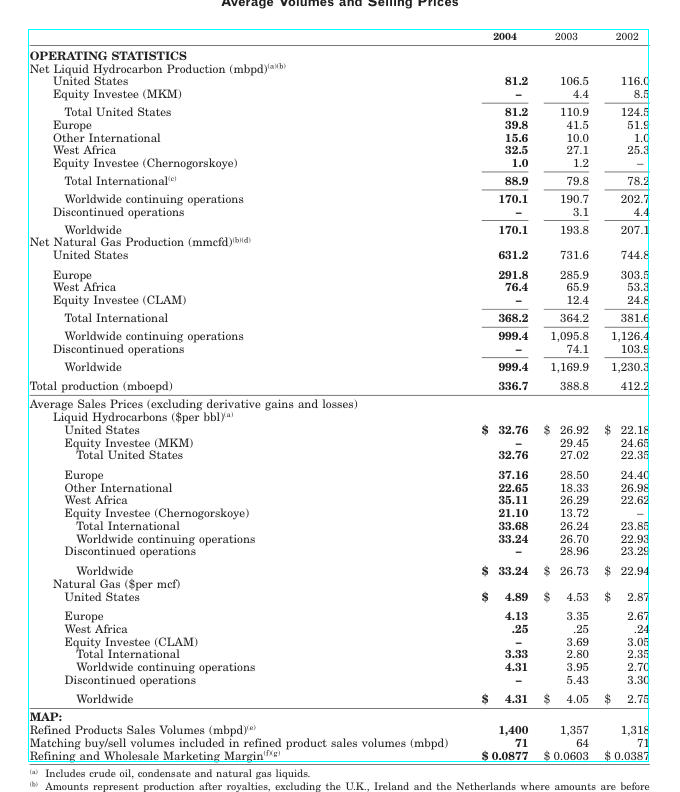 Average Volumes and Selling Prices
2004 2003 2002
OPERATING STATISTICS
Net Liquid Hydrocarbon Production (mbpd)(a)(b)
United States 81.2 106.5 116.0
Equity Investee (MKM) – 4.4 8.5
Total United States 81.2 110.9 124.5
Europe 39.8 41.5 51.9
Other International 15.6 10.0 1.0
West Africa 32.5 27.1 25.3
Equity Investee (Chernogorskoye) 1.0 1.2 –
Total International(c) 88.9 79.8 78.2
Worldwide continuing operations 170.1 190.7 202.7
Discontinued operations – 3.1 4.4
Worldwide 170.1 193.8 207.1
Net Natural Gas Production (mmcfd)(b)(d)
United States 631.2 731.6 744.8
Europe 291.8 285.9 303.5
West Africa 76.4 65.9 53.3
Equity Investee (CLAM) – 12.4 24.8
Total International 368.2 364.2 381.6
Worldwide continuing operations 999.4 1,095.8 1,126.4
Discontinued operations – 74.1 103.9
Worldwide 999.4 1,169.9 1,230.3
Total production (mboepd) 336.7 388.8 412.2
Average Sales Prices (excluding derivative gains and losses)
Liquid Hydrocarbons ($per bbl)(a)
United States $ 32.76 $ 26.92 $ 22.18
Equity Investee (MKM) – 29.45 24.65
Total United States 32.76 27.02 22.35
Europe 37.16 28.50 24.40
Other International 22.65 18.33 26.98
West Africa 35.11 26.29 22.62
Equity Investee (Chernogorskoye) 21.10 13.72 –
Total International 33.68 26.24 23.85
Worldwide continuing operations 33.24 26.70 22.93
Discontinued operations – 28.96 23.29
Worldwide $ 33.24 $ 26.73 $ 22.94
Natural Gas ($per mcf)
United States $ 4.89 $ 4.53 $ 2.87
Europe 4.13 3.35 2.67
West Africa .25 .25 .24
Equity Investee (CLAM) – 3.69 3.05
Total International 3.33 2.80 2.35
Worldwide continuing operations 4.31 3.95 2.70
Discontinued operations – 5.43 3.30
Worldwide $ 4.31 $ 4.05 $ 2.75
MAP:
Refined Products Sales Volumes (mbpd)(e) 1,400 1,357 1,318
Matching buy/sell volumes included in refined product sales volumes (mbpd) 71 64 71
Refining and Wholesale Marketing Margin(f)(g) $ 0.0877 $ 0.0603 $ 0.0387
(a) Includes crude oil, condensate and natural gas liquids.
(b) Amounts represent production after royalties, excluding the U.K., Ireland and the Netherlands where amounts are before